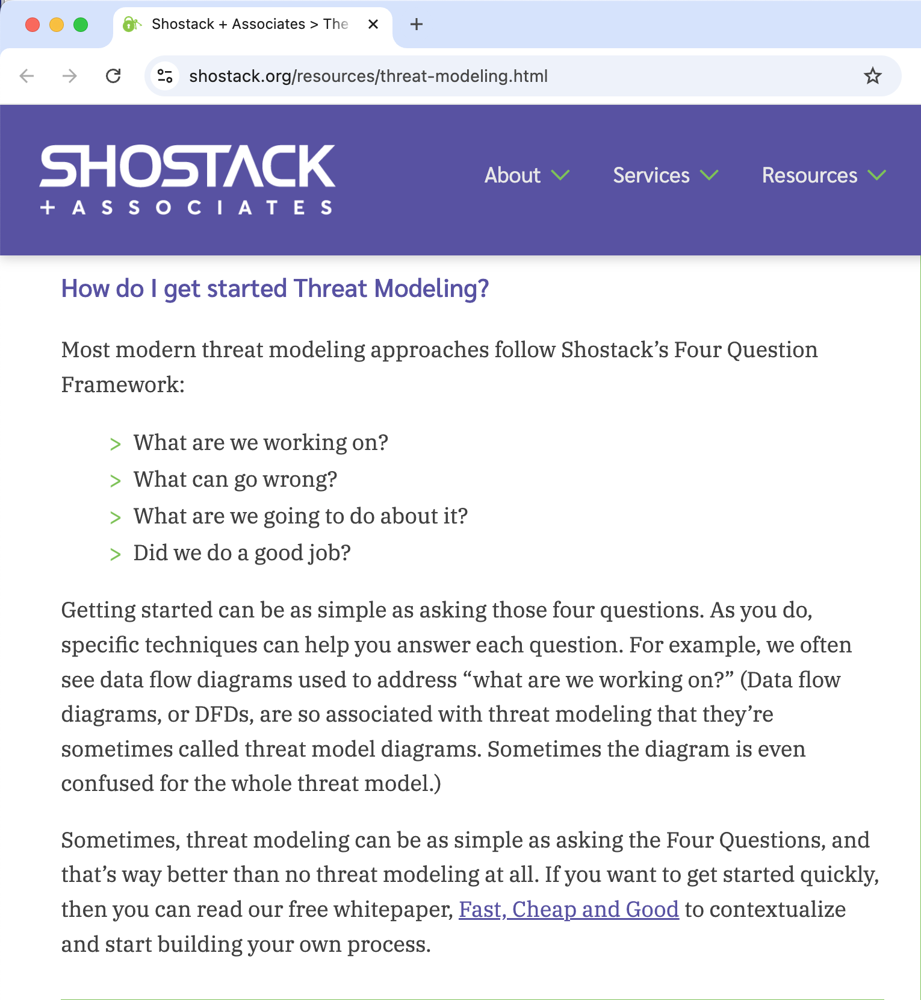 Shostack + Associates > The
shostack.org/resources/threat-modeling.html
SHOSTACK
+ ASSOCIATES
About
Services
Resources
How do I get started Threat Modeling?
Most modern threat modeling approaches follow Shostack’s Four Question
Framework:
> What are we working on?
> What can go wrong?
> What are we going to do about it?
> Did we do a good job?
Getting started can be as simple as asking those four questions. As you do,
specific techniques can help you answer each question. For example, we often
see data flow diagrams used to address “what are we working on?” (Data flow
diagrams, or DFDs, are so associated with threat modeling that they’re
sometimes called threat model diagrams. Sometimes the diagram is even
confused for the whole threat model.)
Sometimes, threat modeling can be as simple as asking the Four Questions, and
that’s way better than no threat modeling at all. If you want to get started quickly,
then you can read our free whitepaper, Fast, Cheap and Good to contextualize
and start building your own process.